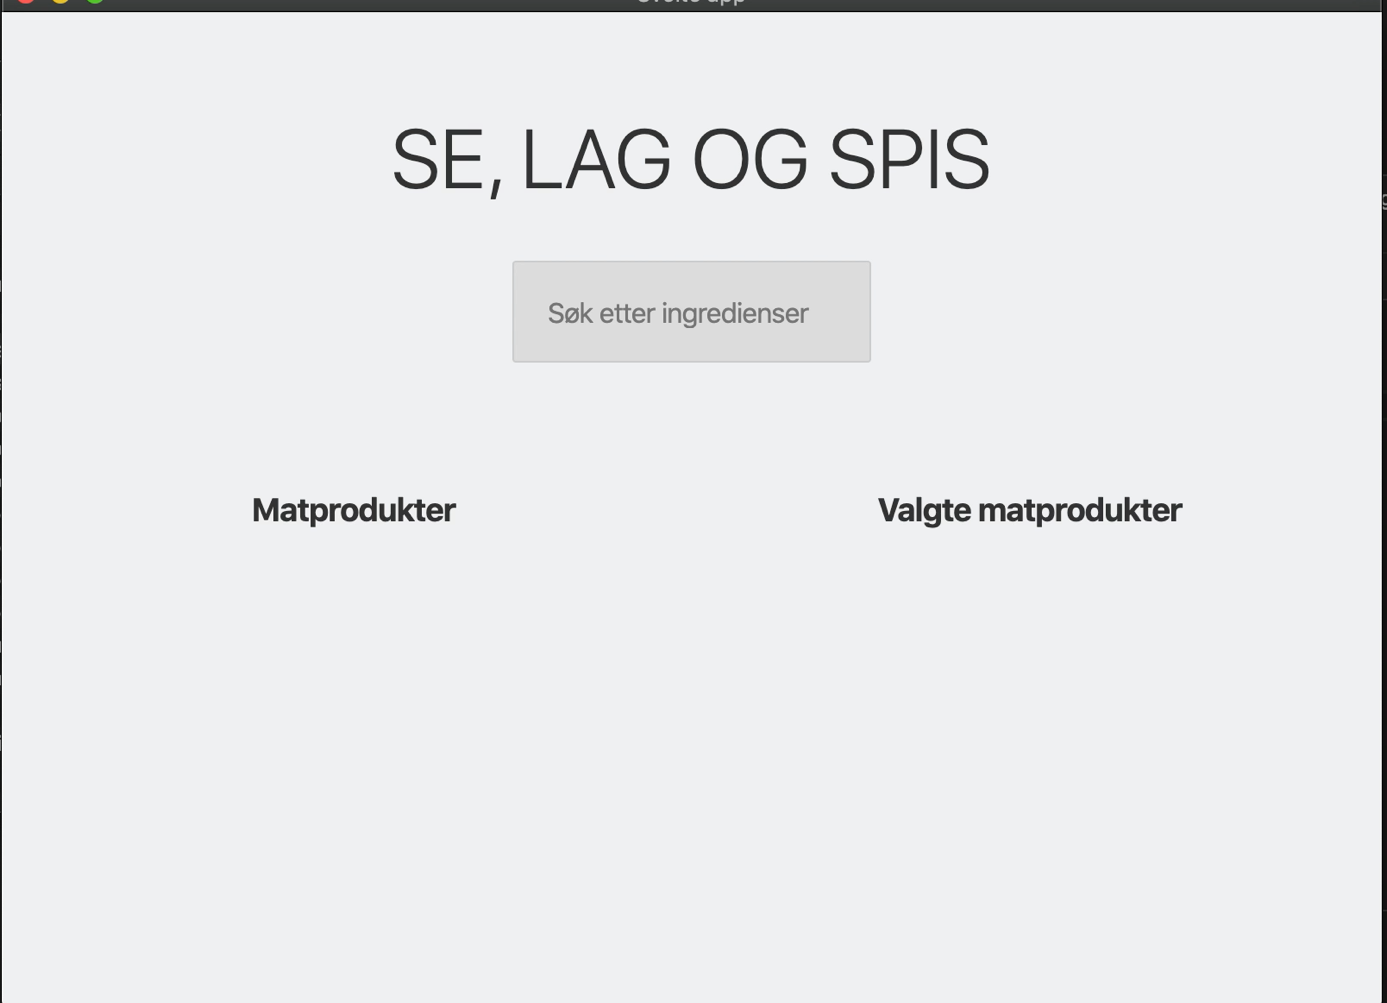 SE, LAG OG SPIS
Søk etter ingredienser
Matprodukter
Valgte matprodukter